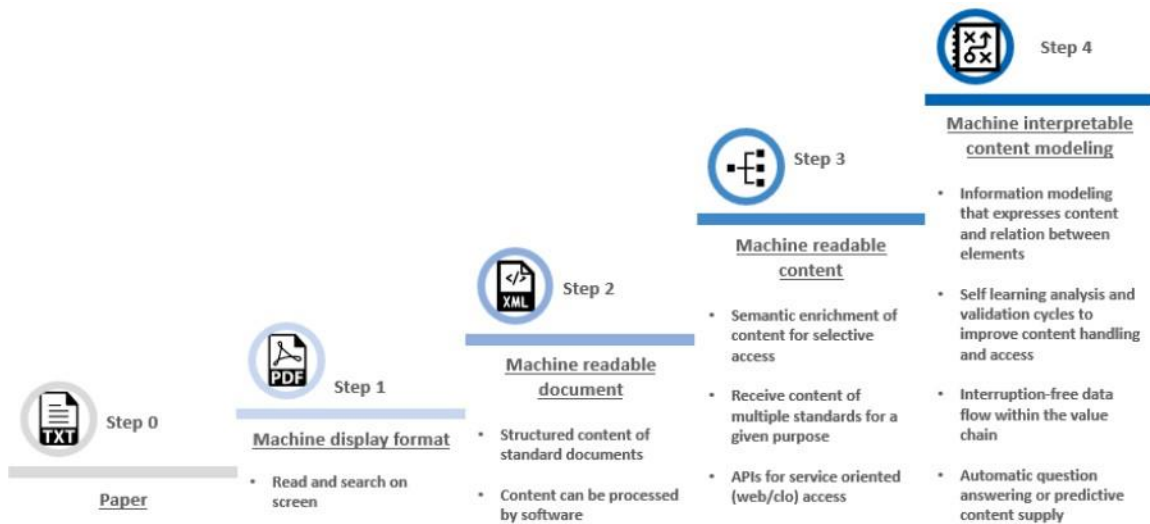 TXT
Step 0
Paper
PDF
Step 1
Machine display format
• Read and search on
screen
</>
XML
Step 2
Machine readable
document
• Structured content of
standard documents
• Content can be processed
by software
Step 3
Machine readable
content
• Semantic enrichment of
content for selective
access
• Receive content of
multiple standards for a
given purpose
• APIs for service oriented
(web/clo) access
Step 4
Machine interpretable
content modeling
• Information modeling
that expresses content
and relation between
elements
• Self learning analysis and
validation cycles to
improve content handling
and access
• Interruption-free data
flow within the value
chain
• Automatic question
answering or predictive
content supply